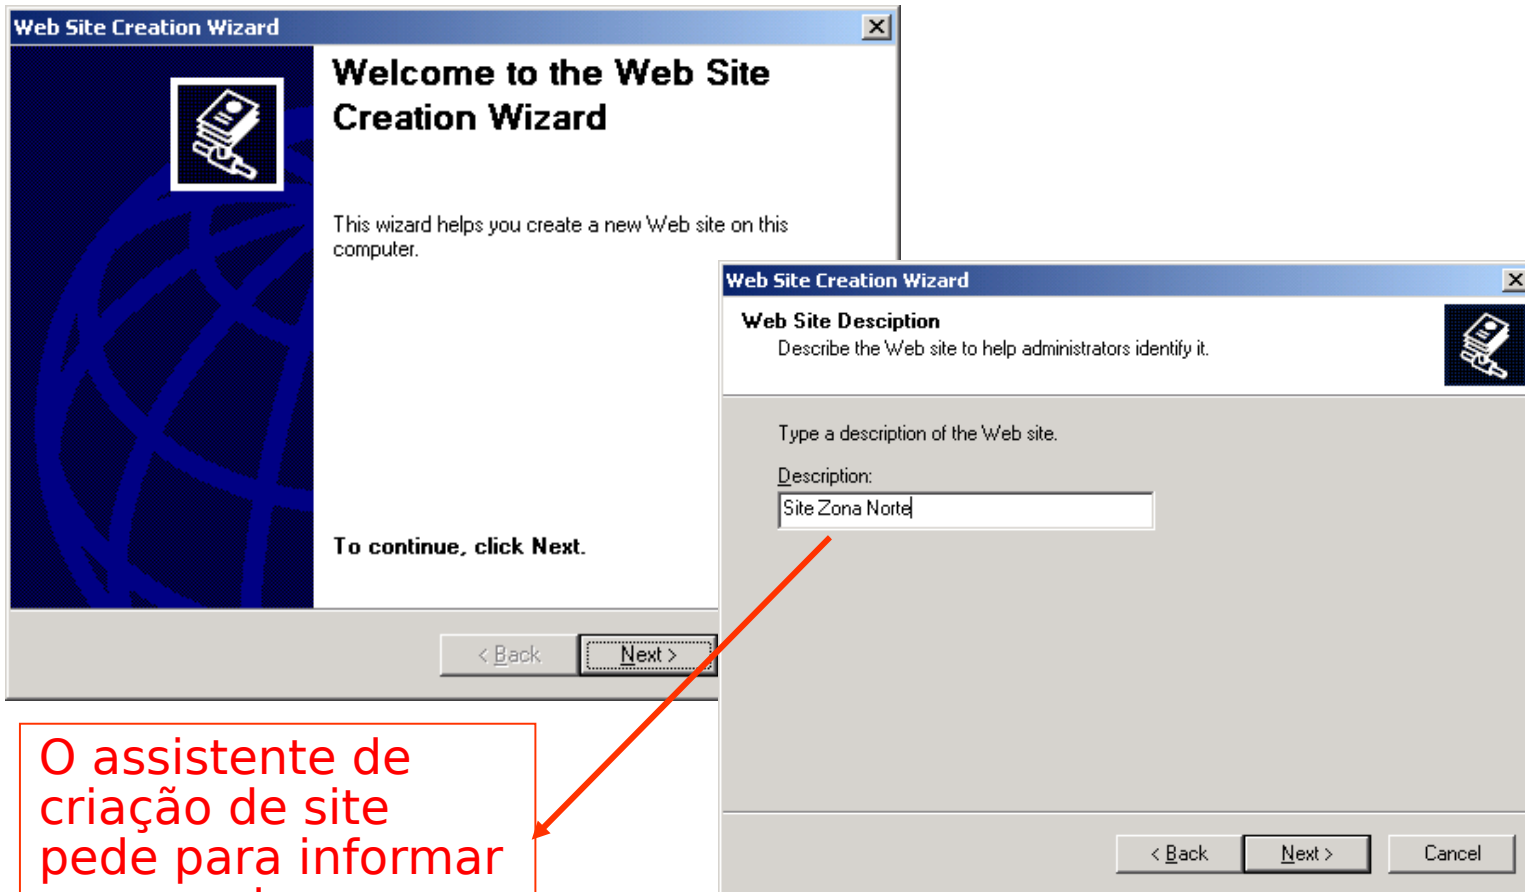 Web Site Creation Wizard
Welcome to the Web Site
Creation Wizard
This wizard helps you create a new Web site on this
computer.
To continue, click Next.
< Back
Next >
Web Site Creation Wizard
Web Site Desciption
Describe the Web site to help administrators identify it.
Type a description of the Web site.
Description:
Site Zona Norte
< Back
Next >
Cancel
O assistente de
criação de site
pede para informar